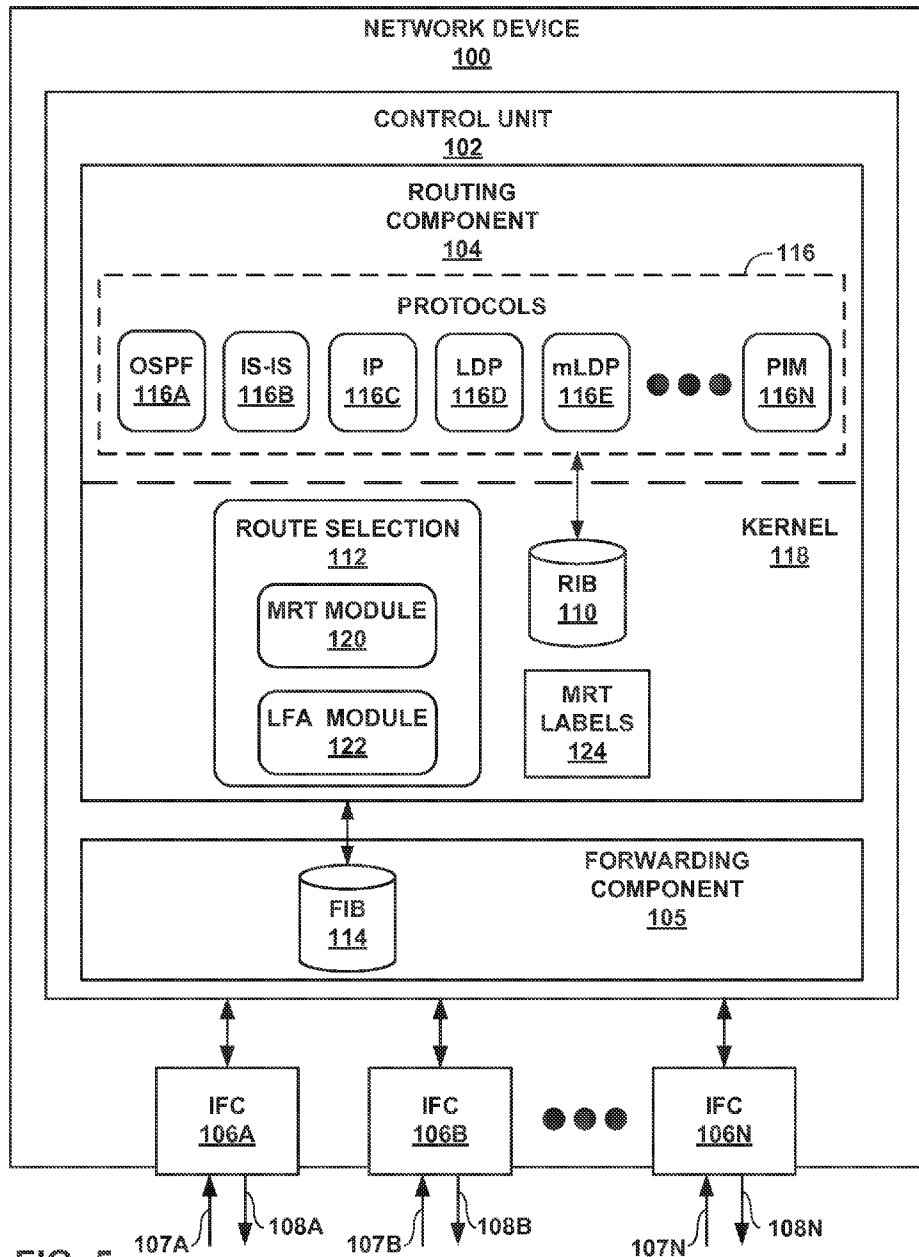 NETWORK DEVICE
100
CONTROL UNIT
102
ROUTING
COMPONENT
104
116
PROTOCOLS
OSPF
116A
IS-IS
116B
IP
116C
LDP
116D
mLDP
116E
PIM
116N
ROUTE SELECTION
112
MRT MODULE
120
LFA MODULE
122
KERNEL
118
RIB
110
MRT
LABELS
124
FORWARDING
COMPONENT
105
FIB
114
IFC
106A
IFC
106B
IFC
106N
107A
108A
107B
108B
107N
108N
FIG. 5